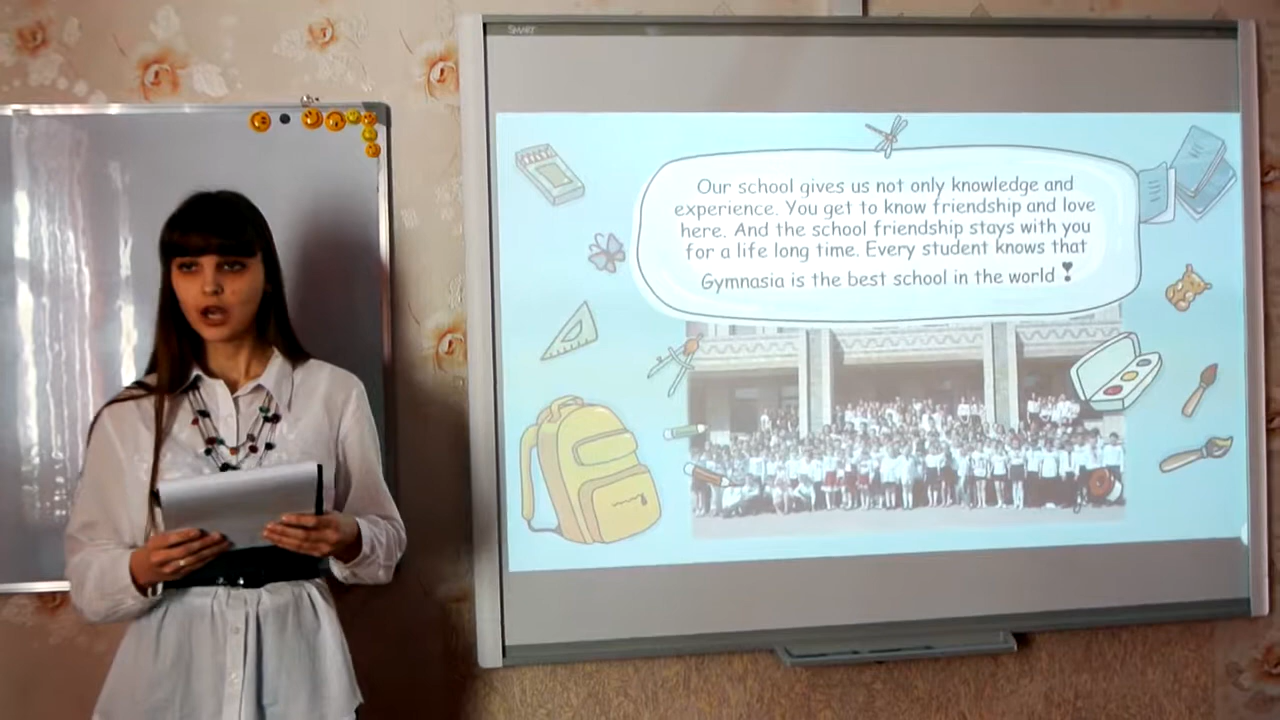 SMART
Our school gives us not only knowledge and
experience. You get to know friendship and love
here. And the school friendship stays with you
for a life long time. Every student knows that
Gymnasia is the best school in the world ❣